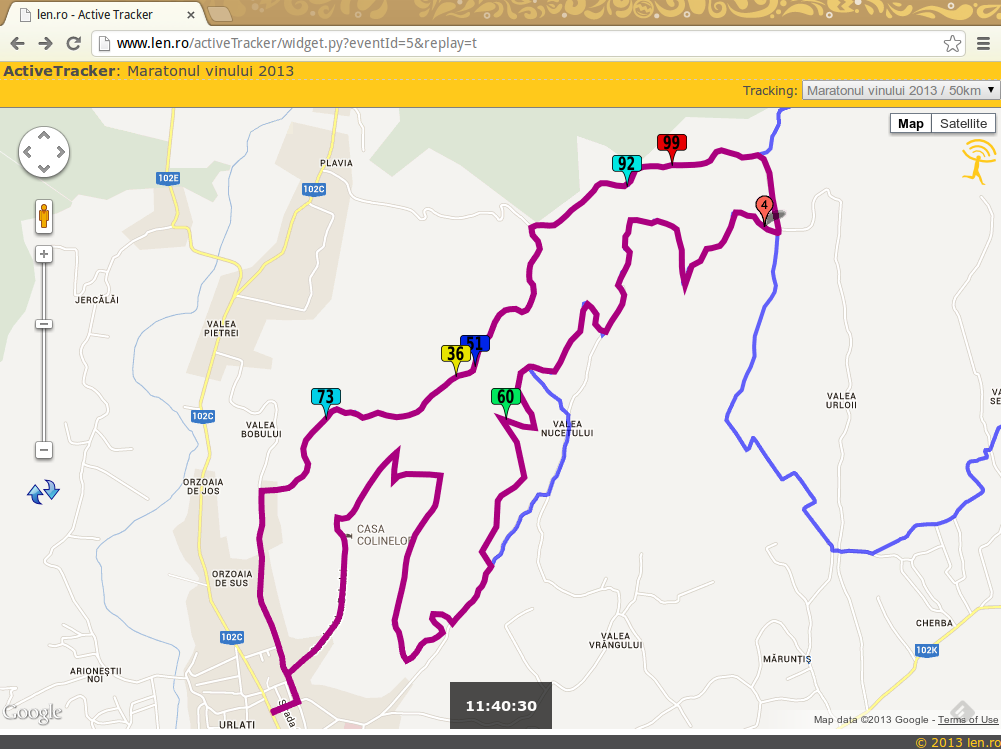 len.ro - Active Tracker
www.len.ro/activeTracker/widget.py?eventId=5&replay=t
ActiveTracker: Maratonul vinului 2013
Tracking: Maratonul vinului 2013 / 50km
Map Satellite
99
92
PLAVIA
102E
102C
4
JERCĂLĂI
VALEA
PIETREI
51
36
73
60
VALEA
URLOII
102C
VALEA
BOBULUI
VALEA
NUCETULUI
ORZOAIA
DE JOS
CASA
COLINELOR
ORZOAIA
DE SUS
102C
VALEA
VRÂNGULUI
CHERBA
102K
MĂRUNȚIȘ
ARIONEȘTII
NOI
Strada
URLATI
11:40:30
Google
Map data ©2013 Google - Terms of Use
© 2013 len.ro